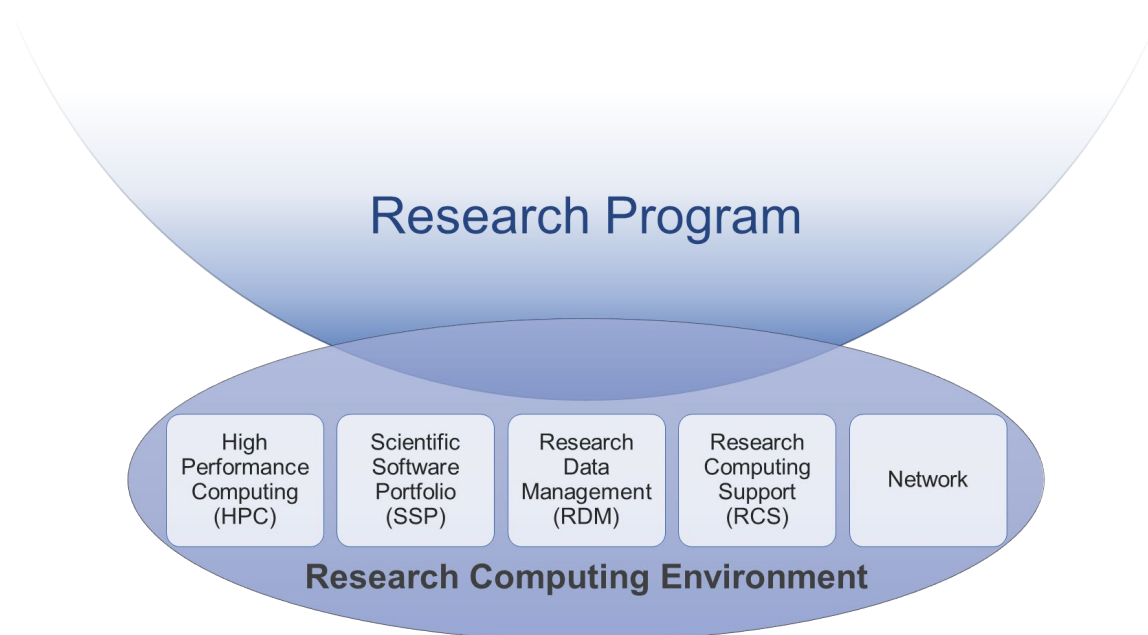 Research Program
High
Performance
Computing
(HPC)
Scientific
Software
Portfolio
(SSP)
Research
Data
Management
(RDM)
Research
Computing
Support
(RCS)
Network
Research Computing Environment